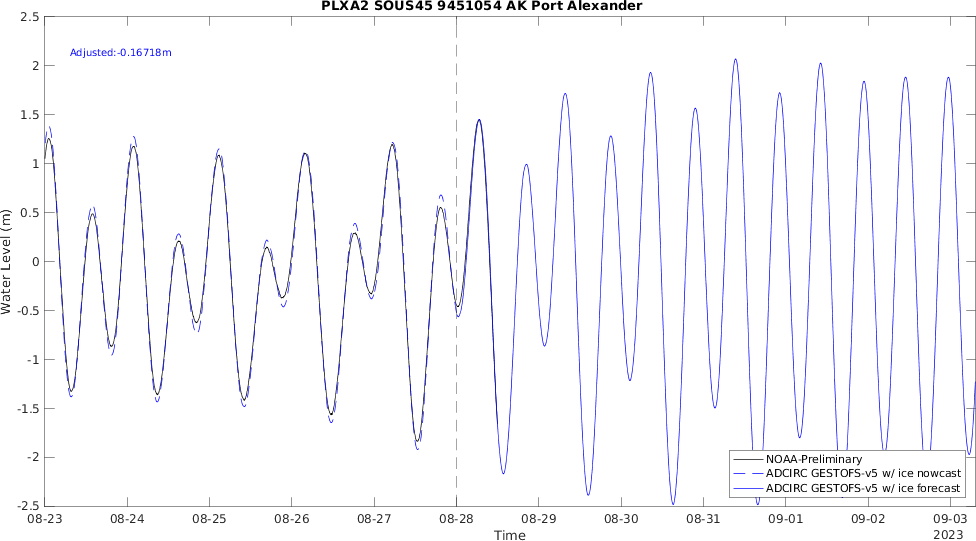 PLXA2 SOUS45 9451054 AK Port Alexander
Adjusted:-0.16718m
Water Level (m)
2.5
2
1.5
1
0.5
0
-0.5
-1
-1.5
-2
-2.5
NOAA-Preliminary
ADCIRC GESTOFS-v5 w/ ice nowcast
ADCIRC GESTOFS-v5 w/ ice forecast
08-23 08-24 08-25 08-26 08-27 08-28 08-29 08-30 08-31 09-01 09-02 09-03
Time
2023